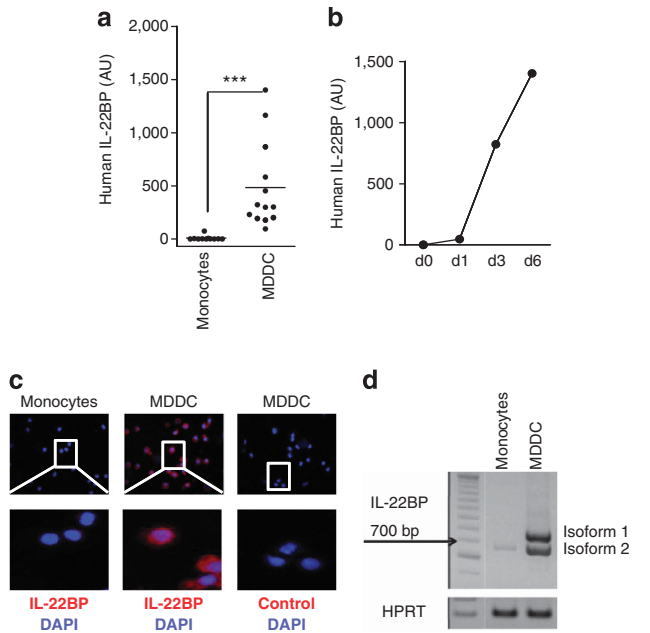 a
Human IL-22BP (AU)
2,000
1,500
1,000
500
0
***
Monocytes
MDDC
b
Human IL-22BP (AU)
1,500
1,000
500
0
d0 d1 d3 d6
c
Monocytes MDDC MDDC
IL-22BP IL-22BP Control
DAPI DAPI DAPI
d
Monocytes
MDDC
IL-22BP
700 bp
Isoform 1
Isoform 2
HPRT